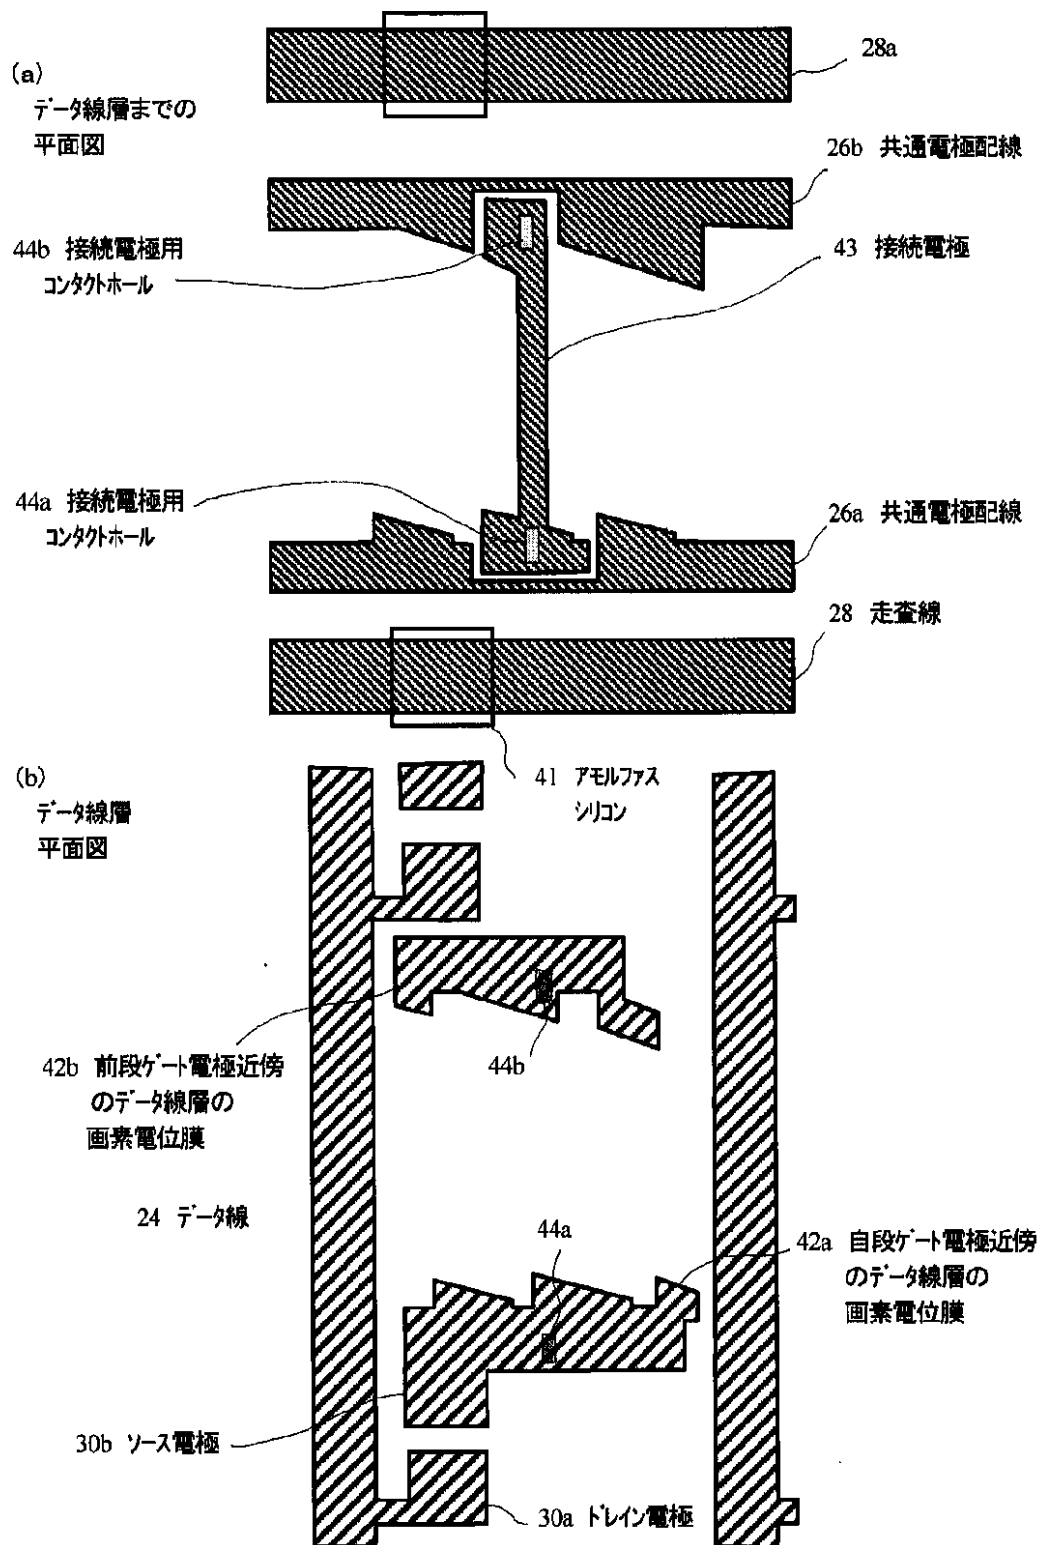 28a
(a)
データ線層までの
平面図
26b 共通電極配線
44b 接続電極用
コンタクトホール
43 接続電極
44a 接続電極用
コンタクトホール
26a 共通電極配線
28 走査線
(b)
データ線層
平面図
41 アモルファス
シリコン
42b 前段ゲート電極近傍
のデータ線層の
画素電位膜
44b
24 データ線
44a
42a 自段ゲート電極近傍
のデータ線層の
画素電位膜
30b ソース電極
30a ドレイン電極